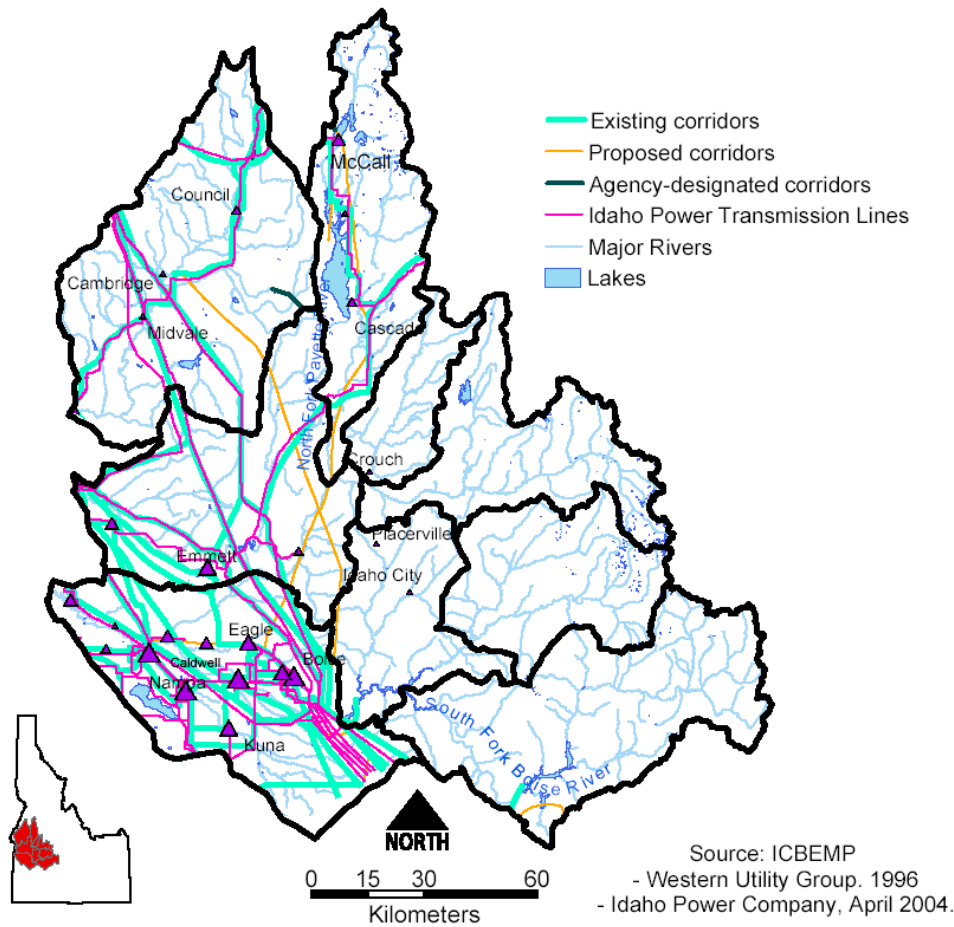 Existing corridors
Proposed corridors
Agency-designated corridors
Idaho Power Transmission Lines
Major Rivers
Lakes
McCall
Council
Cambridge
Midvale
Cascad
North Fork Payette River
Crouch
Placerville
Emmett
Idaho City
Eagle
Boise
Caldwell
Nampa
Kuna
South Fork Boise River
NORTH
0 15 30 60
Kilometers
Source: ICBEMP
- Western Utility Group. 1996
- Idaho Power Company, April 2004.